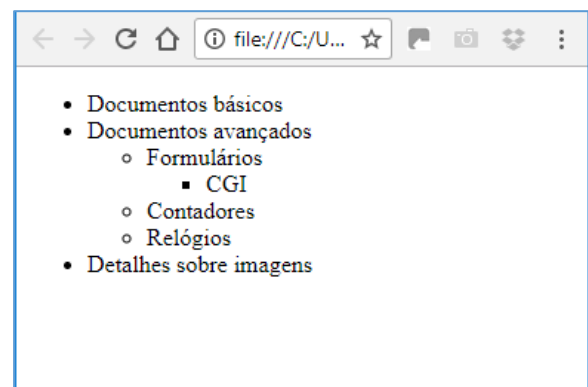 file:///C:/U...
Documentos básicos
Documentos avançados
Formulários
CGI
Contadores
Relógios
Detalhes sobre imagens